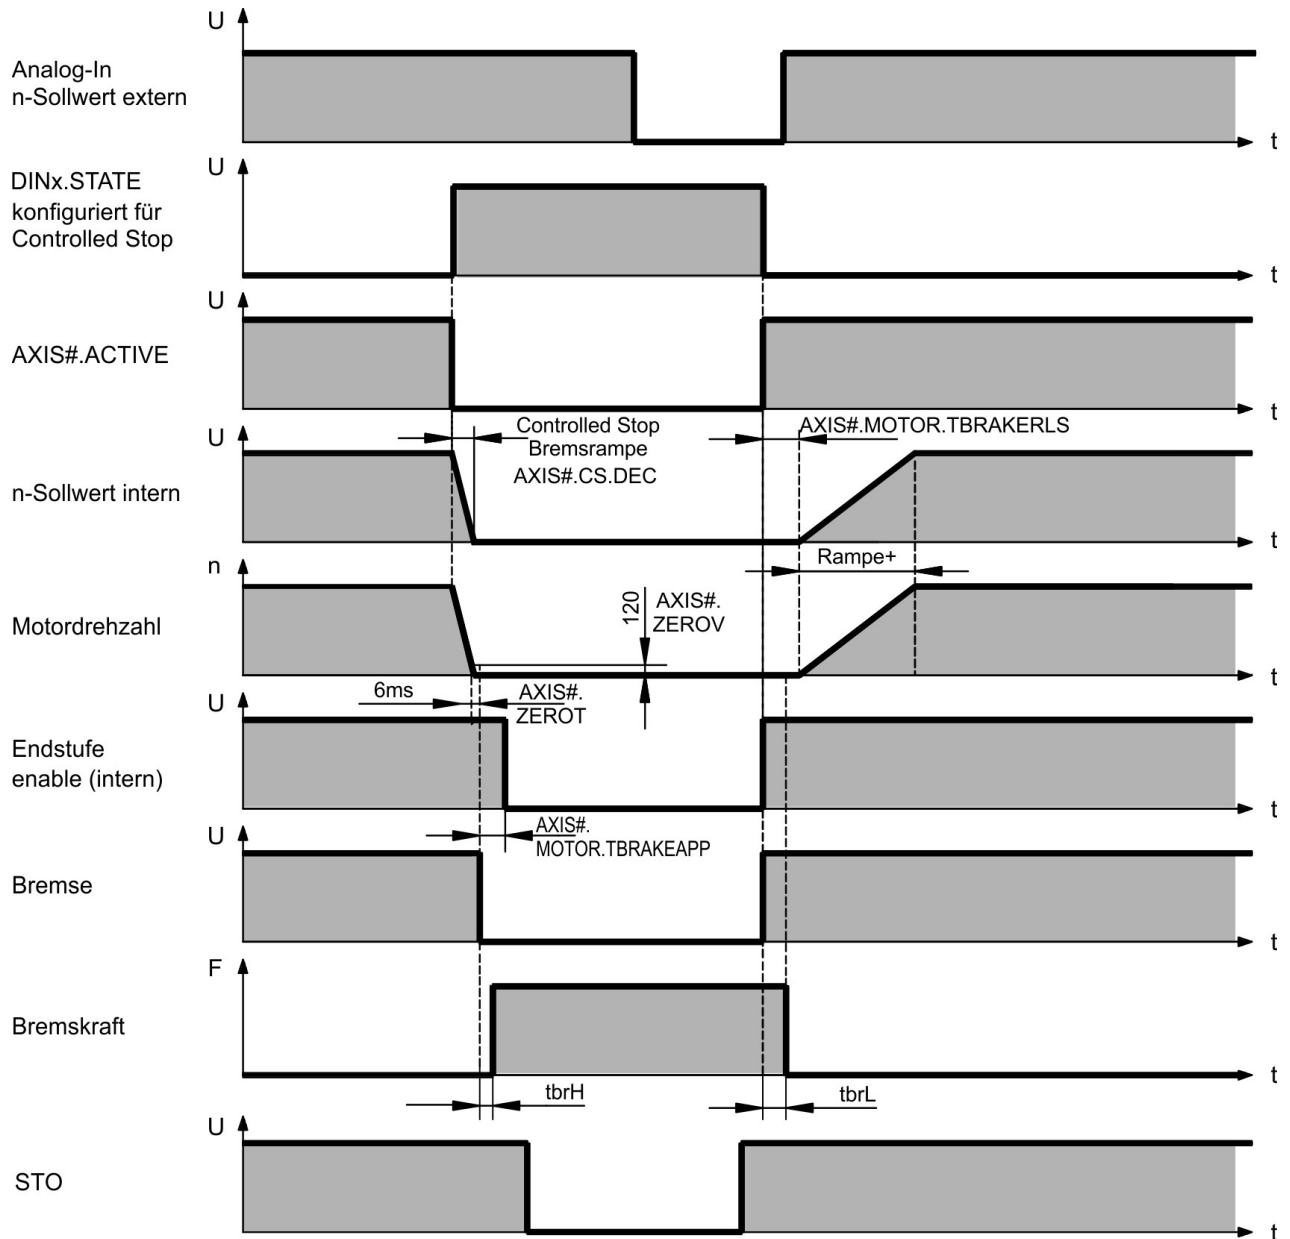 U
Analog-In
n-Sollwert extern
t
U
DINx.STATE
konfiguriert für
Controlled Stop
t
U
AXIS#.ACTIVE
t
Controlled Stop
Bremsrampe
AXIS#.CS.DEC
AXIS#.MOTOR.TBRAKERLS
U
n-Sollwert intern
t
n
Rampe+
Motordrehzahl
120
AXIS#.
ZEROV
t
6ms
AXIS#.
ZEROT
U
Endstufe
enable (intern)
t
U
AXIS#.
MOTOR.TBRAKEAPP
Bremse
t
F
Bremskraft
t
tbrH
tbrL
U
STO
t